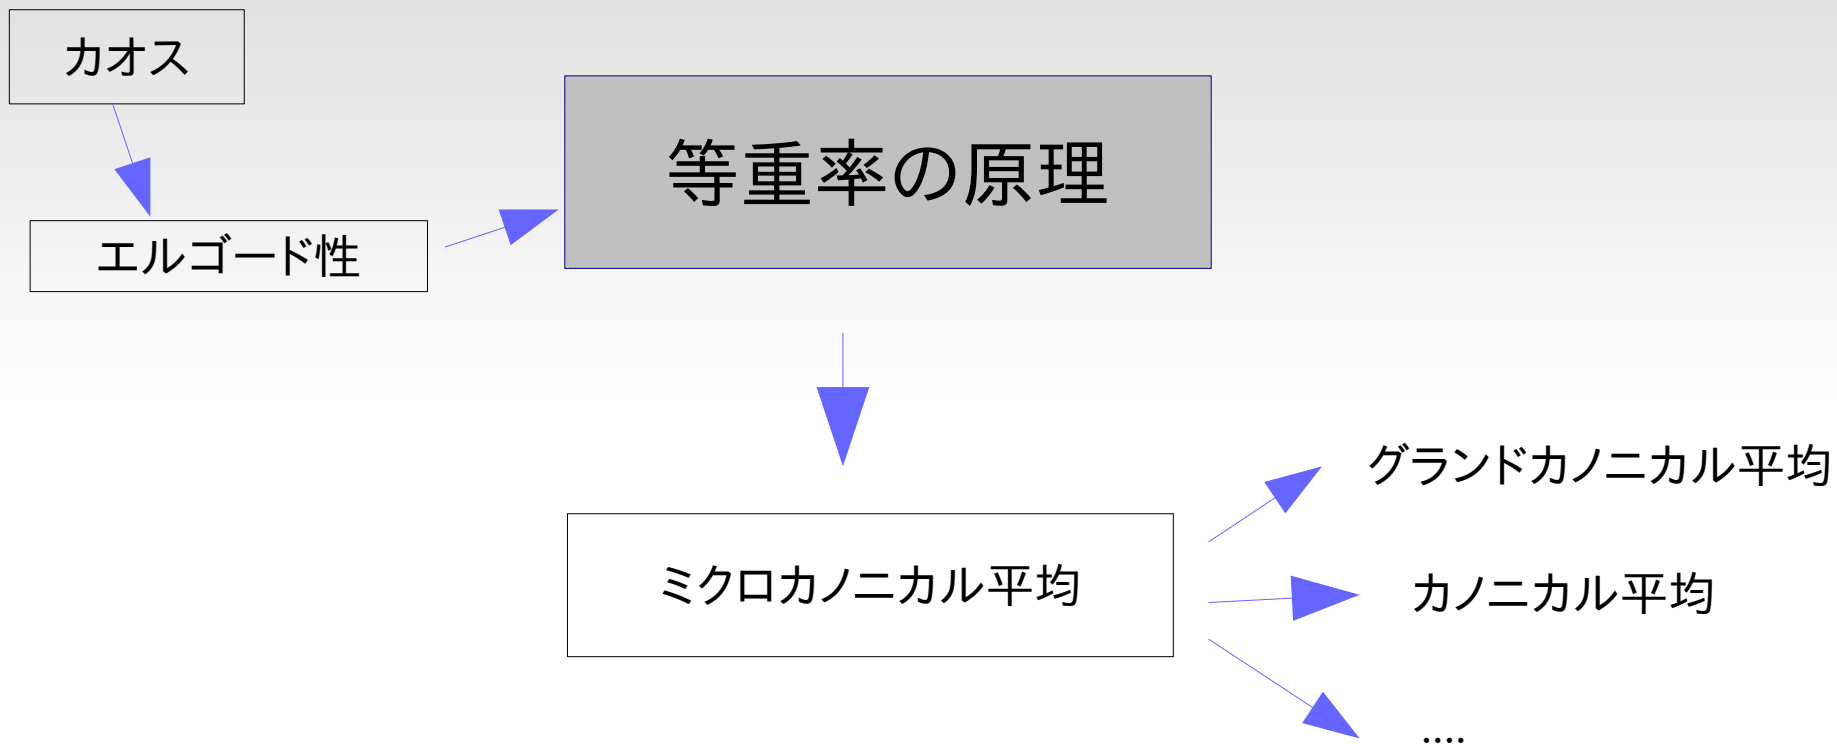 カオス
等重率の原理
エルゴード性
グランドカノニカル平均
ミクロカノニカル平均
カノニカル平均
....